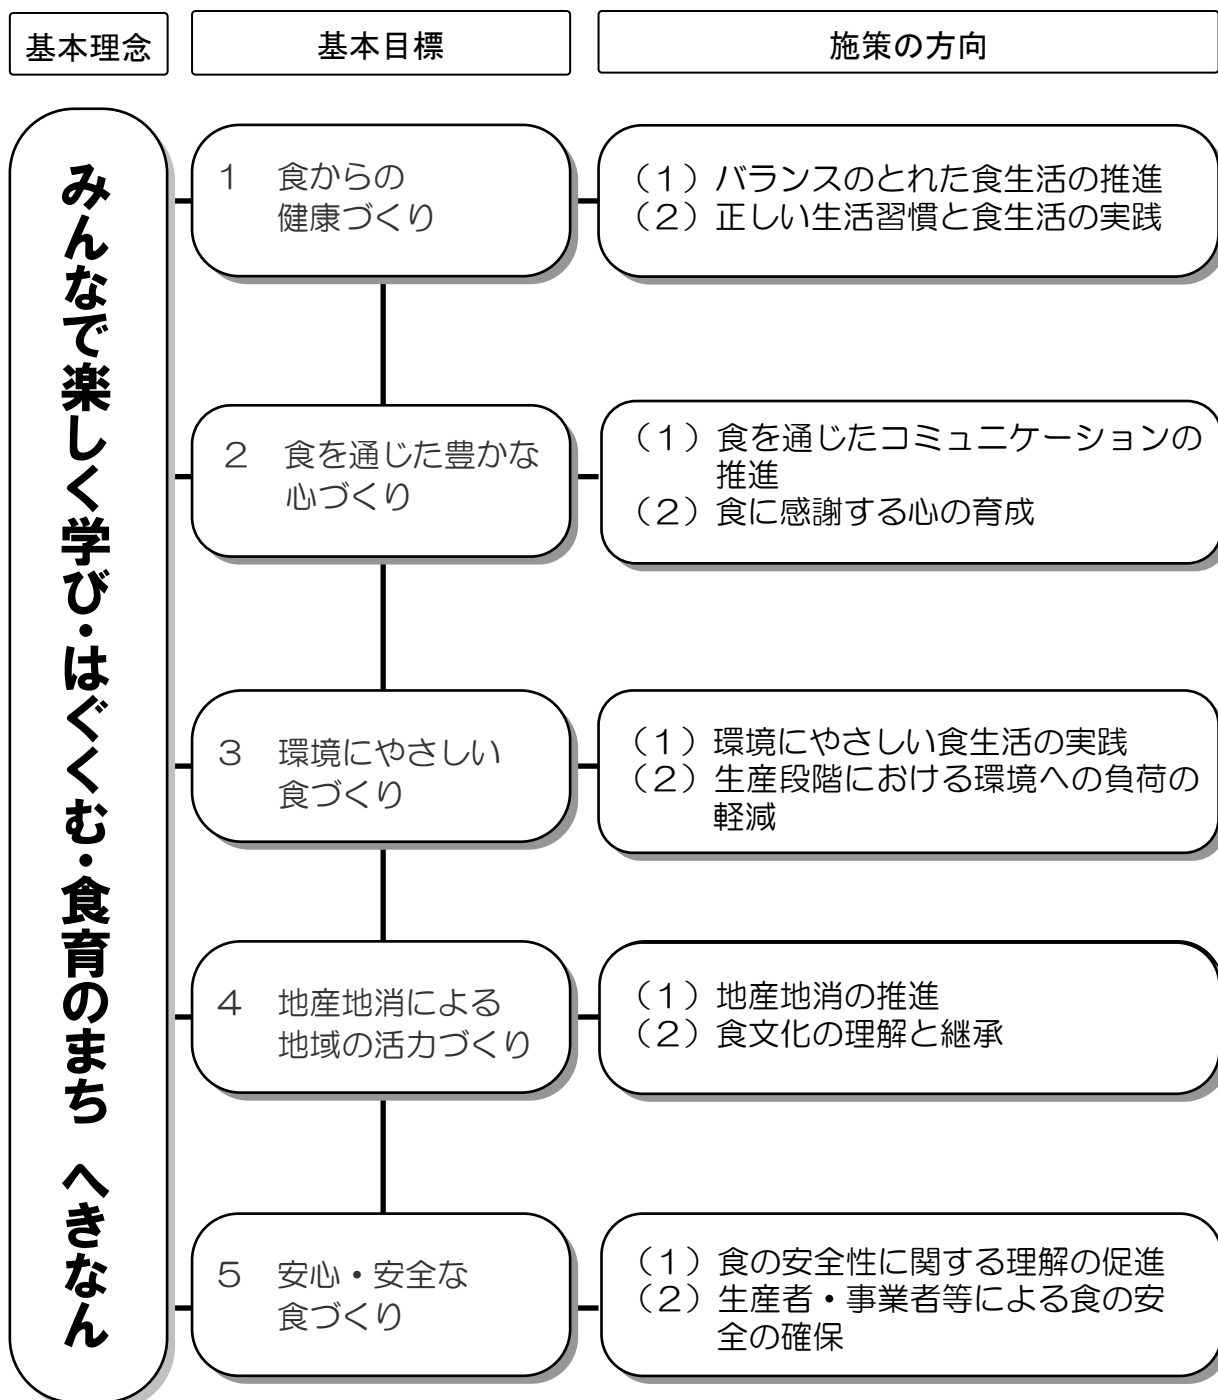 基本理念
基本目標
施策の方向
みんなで楽しく学び・はぐくむ・食育のまち　へきなん
１　食からの
健康づくり
（１）バランスのとれた食生活の推進
（２）正しい生活習慣と食生活の実践
２　食を通じた豊かな
心づくり
（１）食を通じたコミュニケーションの
推進
（２）食に感謝する心の育成
３　環境にやさしい
食づくり
（１）環境にやさしい食生活の実践
（２）生産段階における環境への負荷の
軽減
４　地産地消による
地域の活力づくり
（１）地産地消の推進
（２）食文化の理解と継承
５　安心・安全な
食づくり
（１）食の安全性に関する理解の促進
（２）生産者・事業者等による食の安
全の確保